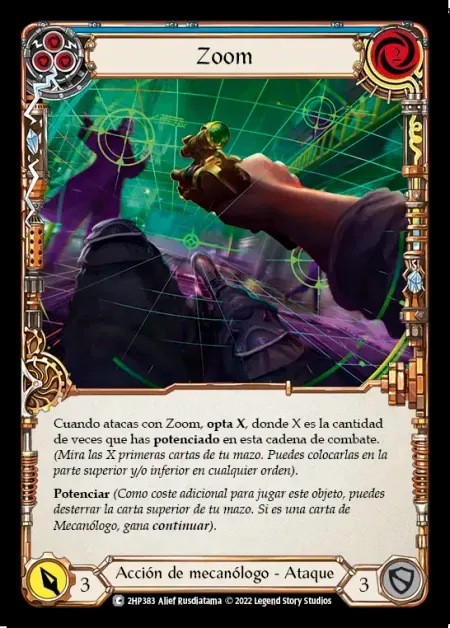 2
Zoom
Cuando atacas con Zoom, opta X, donde X es la cantidad
de veces que has potenciado en esta cadena de combate.
(Mira las X primeras cartas de tu mazo. Puedes colocarlas en la
parte superior y/o inferior en cualquier orden).
Potenciar (Como coste adicional para jugar este objeto, puedes
desterrar la carta superior de tu mazo. Si es una carta de
Mecanólogo, gana continuar).
3 Acción de mecanólogo - Ataque 3
C 2HP383 Alief Rusdiatama © 2022 Legend Story Studios